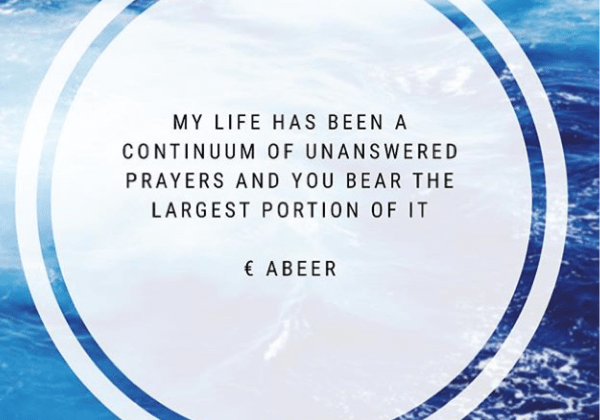 MY LIFE HAS BEEN A
CONTINUUM OF UNANSWERED
PRAYERS AND YOU BEAR THE
LARGEST PORTION OF IT
€ ABEER